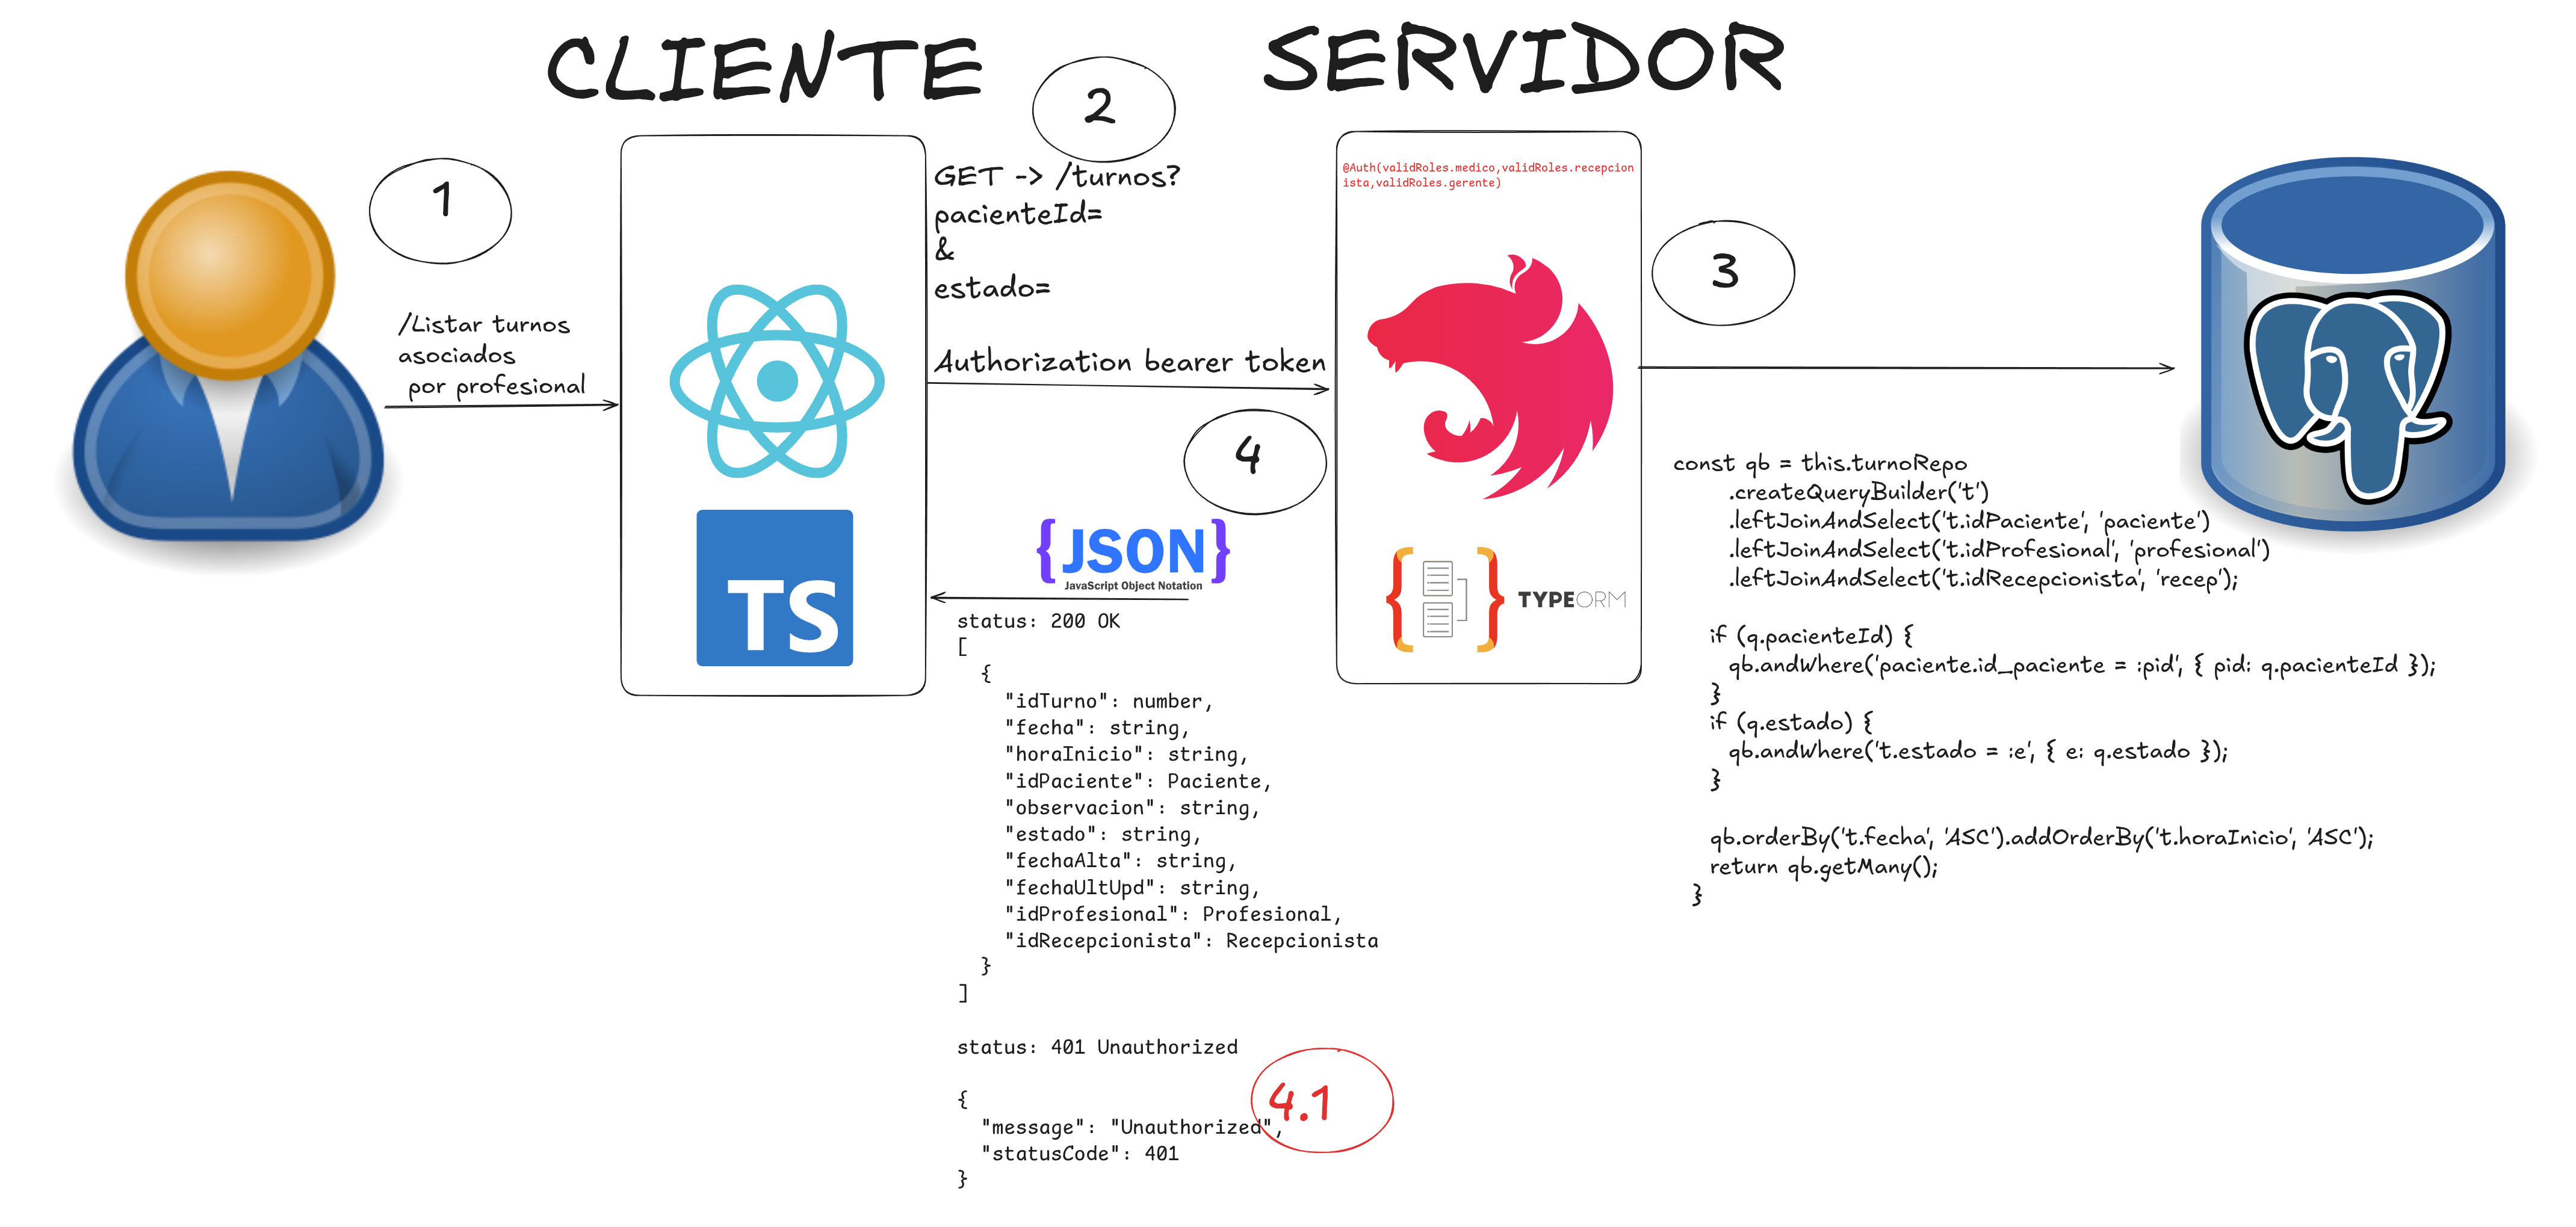 CLIENTE
SERVIDOR
1
/Listar turnos
asociados
por profesional
2
GET -> /turnos?
pacienteId=
&
estado=
Authorization bearer token
TS
@Auth(validRoles.medico,validRoles.recepcion
ista,validRoles.gerente)
TYPEORM
3
const qb = this.turnoRepo
.createQueryBuilder('t')
.leftJoinAndSelect('t.idPaciente', 'paciente')
.leftJoinAndSelect('t.idProfesional', 'profesional')
.leftJoinAndSelect('t.idRecepcionista', 'recep');
if (q.pacienteId) {
qb.andWhere('paciente.id_paciente = :pid', { pid: q.pacienteId });
}
if (q.estado) {
qb.andWhere('t.estado = :e', { e: q.estado });
}
qb.orderBy('t.fecha', 'ASC').addOrderBy('t.horaInicio', 'ASC');
return qb.getMany();
}
4
{JSON}
JavaScript Object Notation
status: 200 OK
[
{
"idTurno": number,
"fecha": string,
"horaInicio": string,
"idPaciente": Paciente,
"observacion": string,
"estado": string,
"fechaAlta": string,
"fechaUltUpd": string,
"idProfesional": Profesional,
"idRecepcionista": Recepcionista
}
]
status: 401 Unauthorized
4.1
{
"message": "Unauthorized",
"statusCode": 401
}